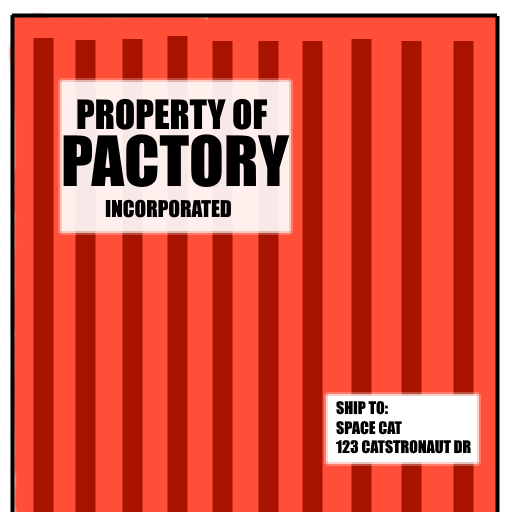 PROPERTY OF
PACTORY
INCORPORATED
SHIP TO:
SPACE CAT
123 CATSTRONAUT DR